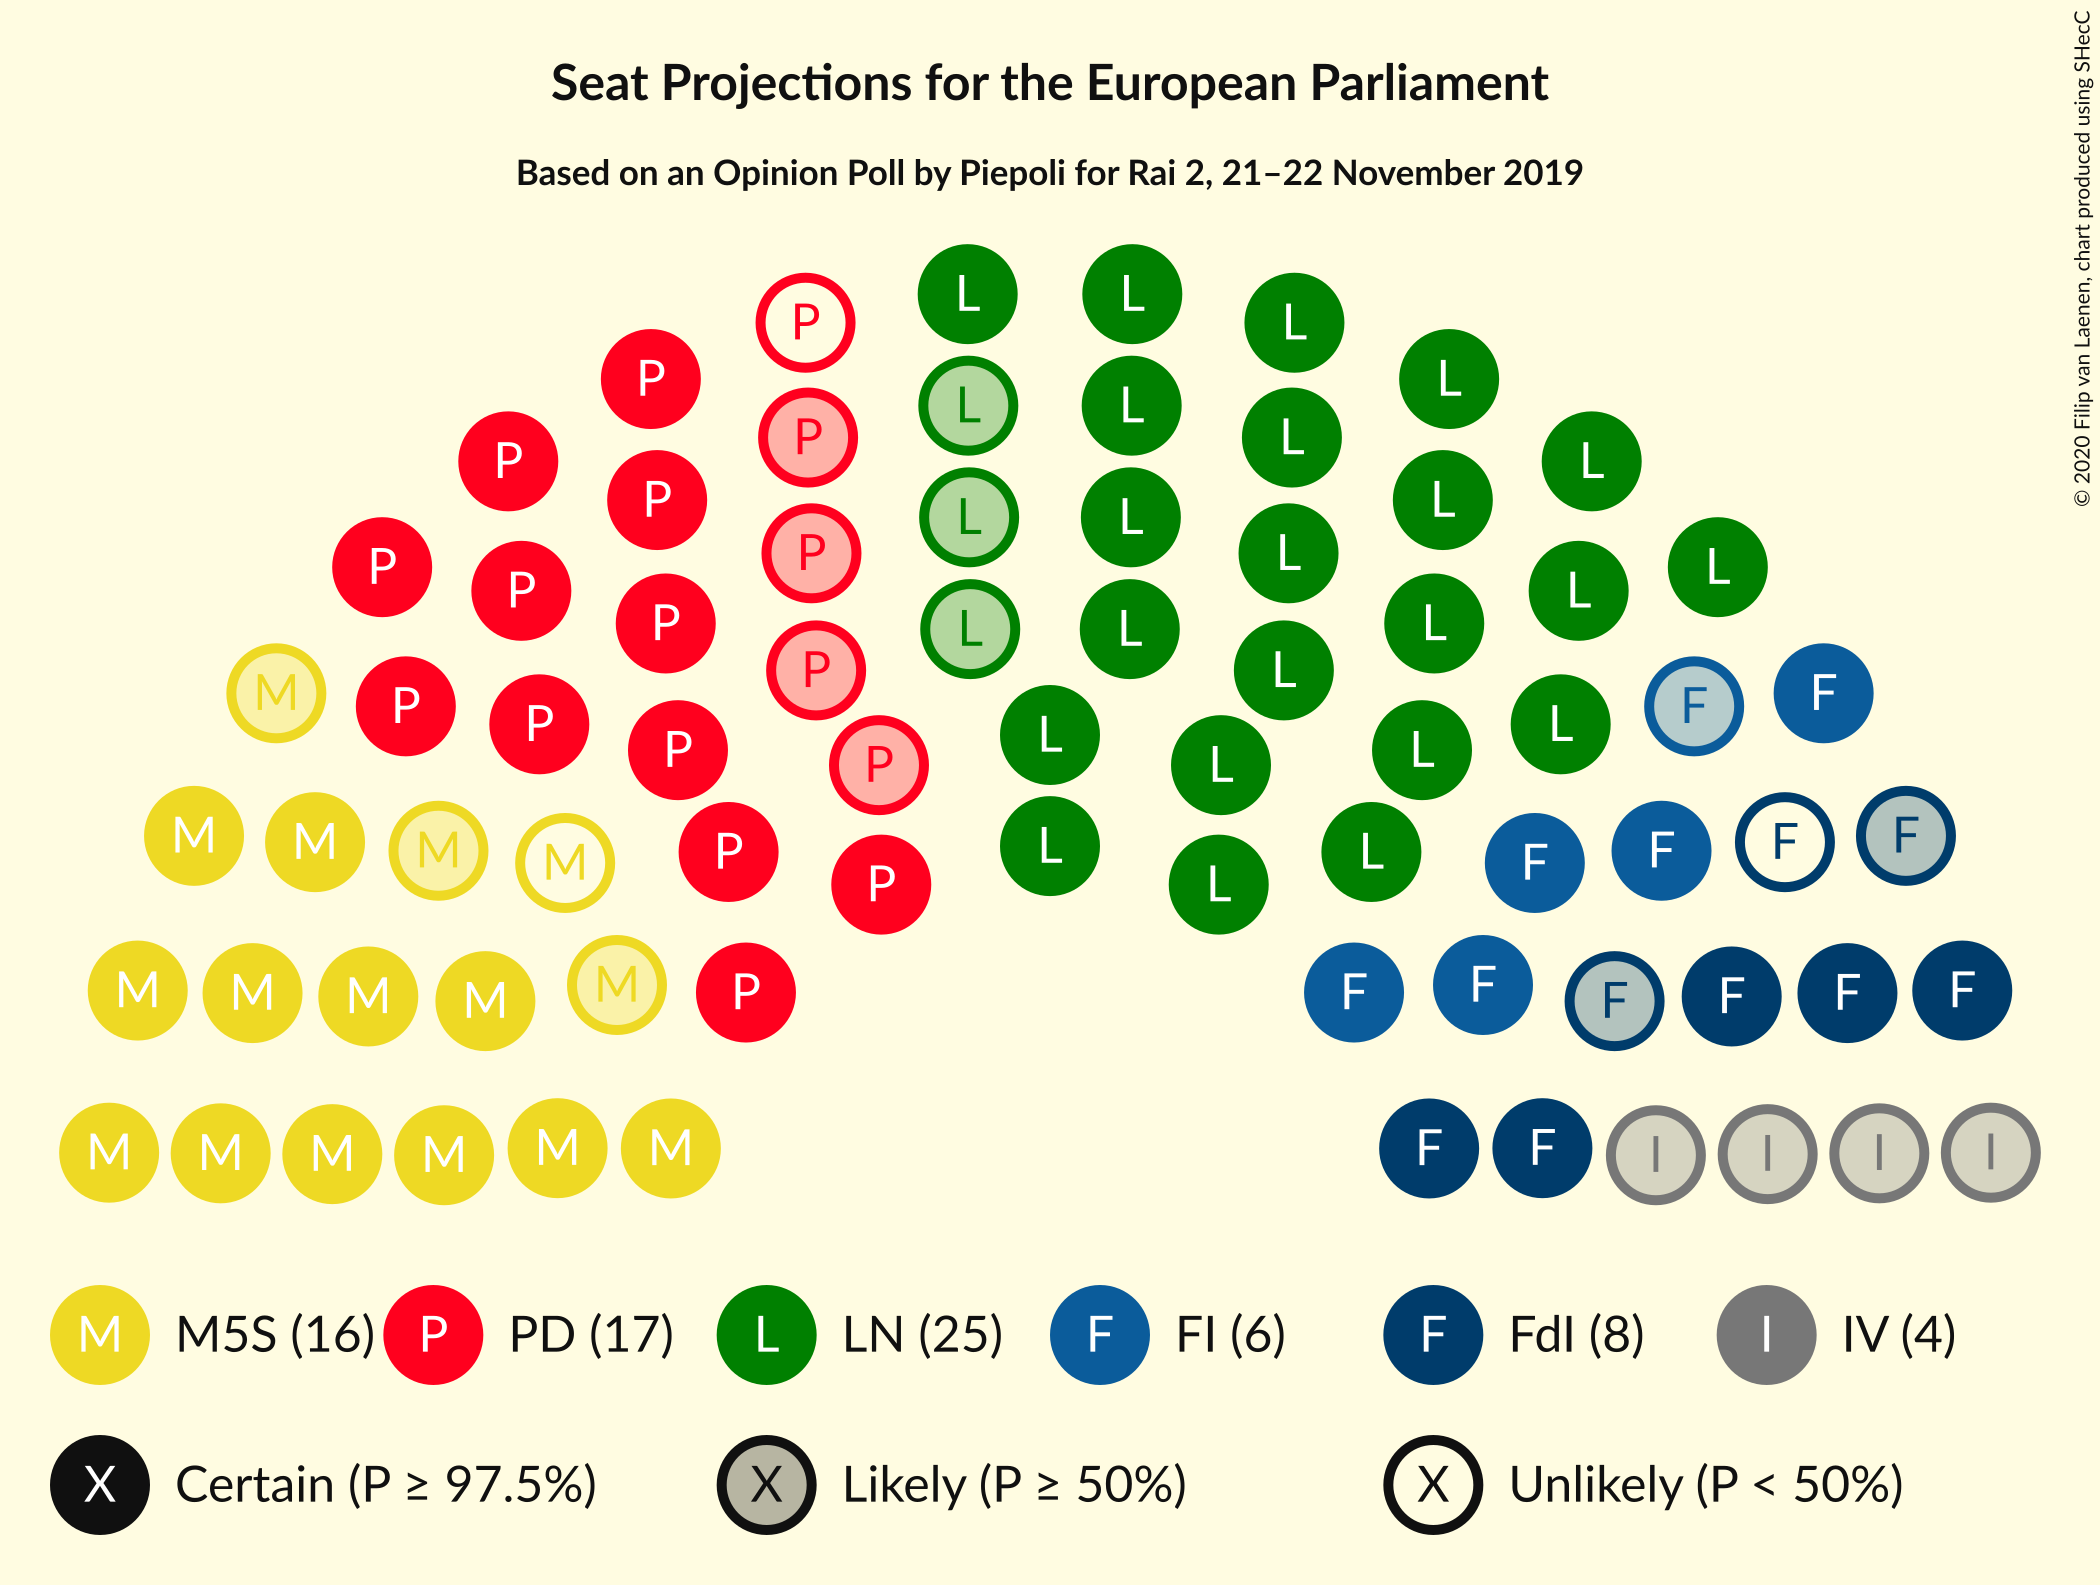 Seat Projections for the European Parliament
Based on an Opinion Poll by Piepoli for Rai 2, 21–22 November 2019
© 2020 Filip van Laenen, chart produced using SHecC
L L
P L L
P L
L L
P L
P L
P L
P L
P L
L L
P L
P L L
P L
P L
P L
L L
P L
P L
M F F
P P L L
P L
P L
P L
M F
M F
M F
M F
P L
P L
M F
M F
M F
M F
M F
P F
M M M M M M F F I I I I
M M5S (16) P PD (17) L LN (25) F FI (6) F FdI (8) I IV (4)
X Certain (P ≥ 97.5%) X Likely (P ≥ 50%) X Unlikely (P < 50%)